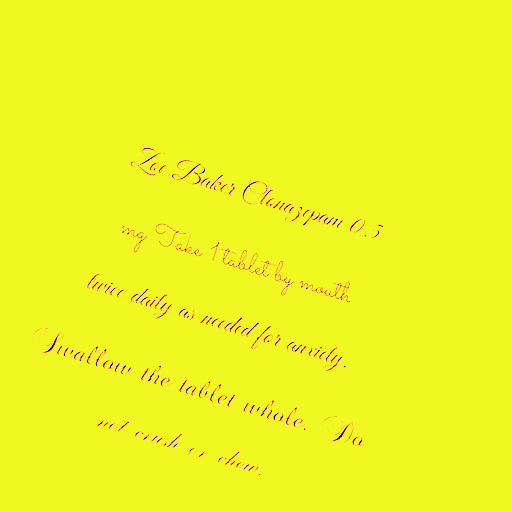 Zoe Baker Clonazepam 0.5
mg Take 1 tablet by mouth
twice daily as needed for anxiety.
Swallow the tablet whole. Do
not crush or chew.